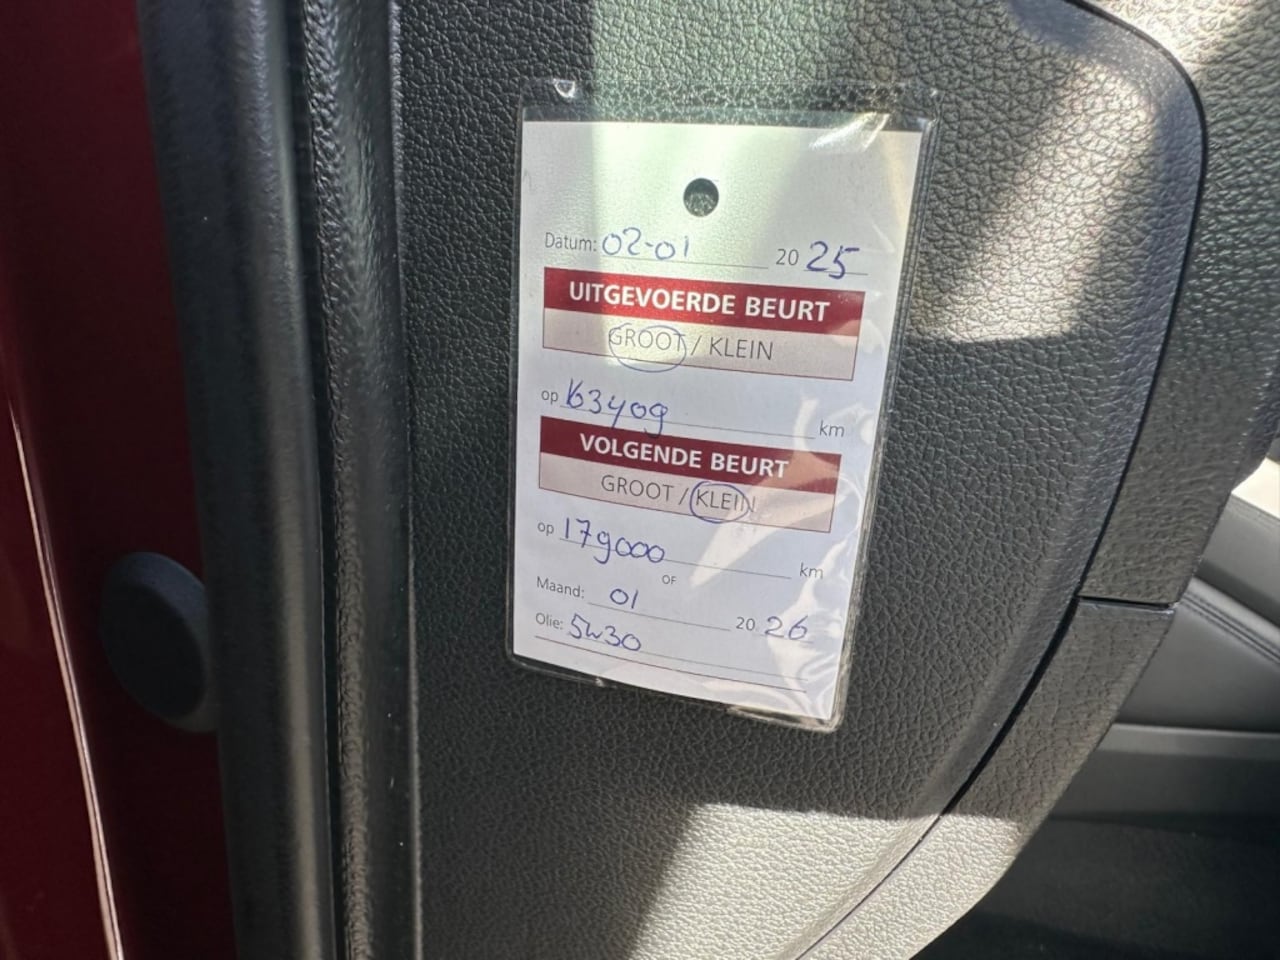 Datum: 02-01 2025
UITGEVOERDE BEURT
GROOT / KLEIN
op 163409 km
VOLGENDE BEURT
GROOT / KLEIN
op 179000 km
OF
Maand: 01 2026
Olie: 5w30